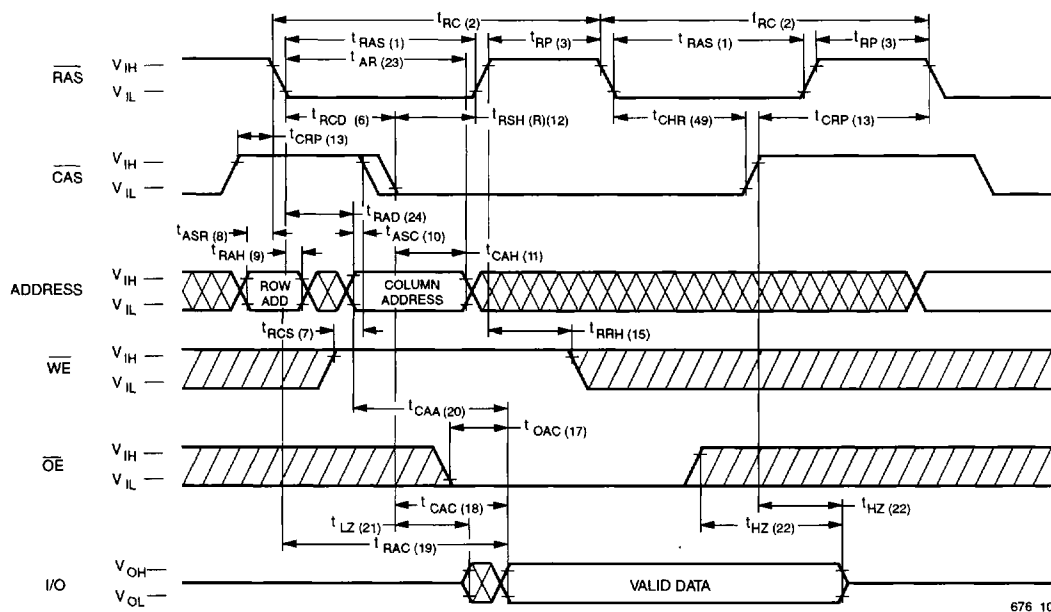 t RC (2) t RC (2)
t RAS (1) t RP (3) t RAS (1) t RP (3)
t AR (23)
RAS V IH
V IL
t RCD (6) t RSH (R)(12) t CHR (49) t CRP (13)
t CRP (13)
CAS V IH
V IL
t RAD (24)
t ASR (8) t ASC (10)
t RAH (9) t CAH (11)
ADDRESS V IH ROW ADD COLUMN ADDRESS
V IL
t RCS (7) t RRH (15)
WE V IH
V IL
t CAA (20)
t OAC (17)
OE V IH
V IL
t CAC (18) t HZ (22)
t LZ (21) t HZ (22)
t RAC (19)
I/O V OH VALID DATA
V OL
676 10